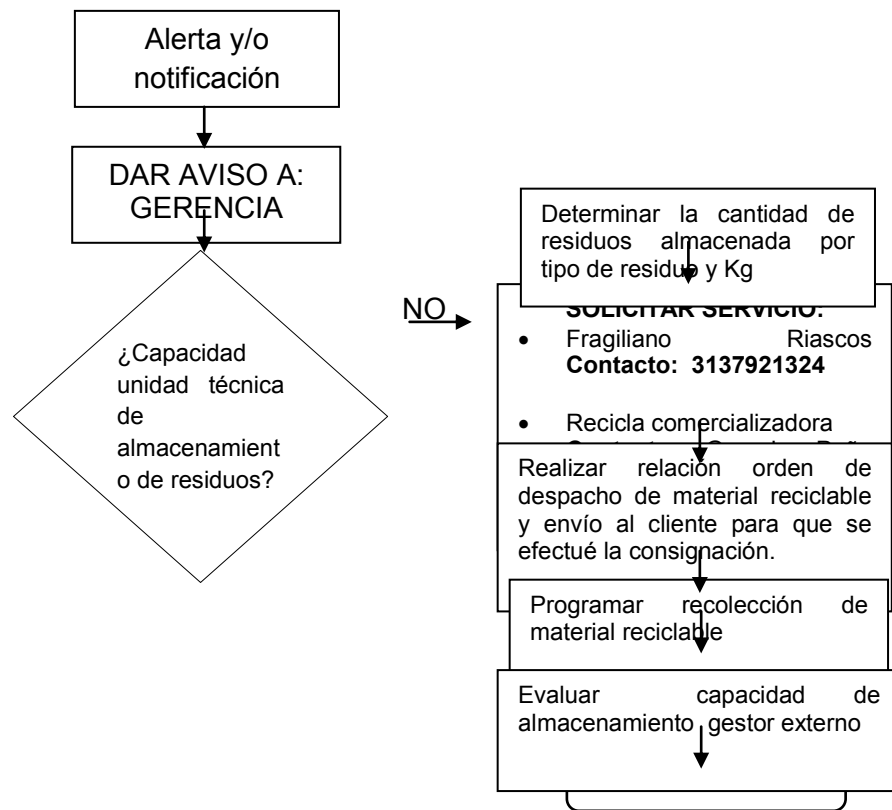 Alerta y/o
notificación
DAR AVISO A:
GERENCIA
¿Capacidad
unidad técnica
de
almacenamient
o de residuos?
NO
Determinar la cantidad de
residuos almacenada por
tipo de residuo y Kg
SOLICITAR SERVICIO:
• Fragiliano Riascos
Contacto: 3137921324
• Recicla comercializadora
Realizar relación orden de
despacho de material reciclable
y envío al cliente para que se
efectué la consignación.
Programar recolección de
material reciclable
Evaluar capacidad de
almacenamiento gestor externo